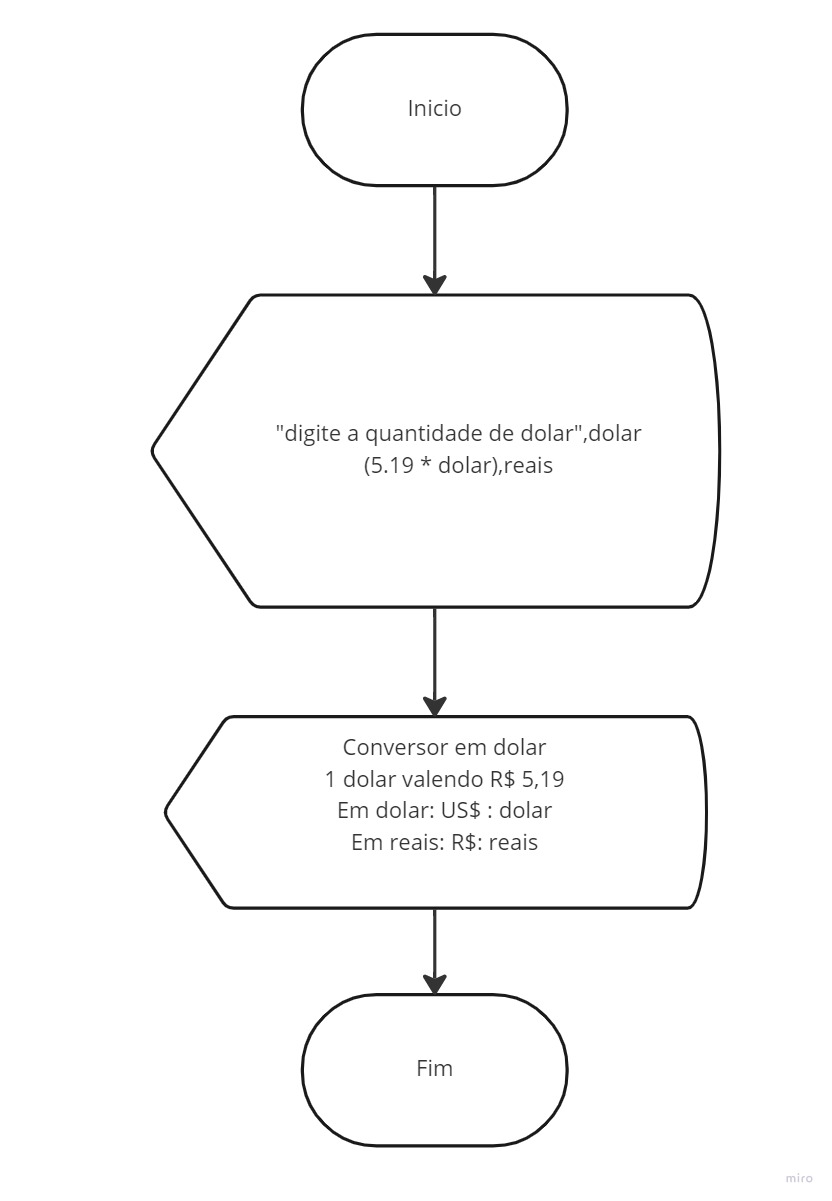 Inicio
"digite a quantidade de dolar",dolar
(5.19 * dolar),reais
Conversor em dolar
1 dolar valendo R$ 5,19
Em dolar: US$ : dolar
Em reais: R$: reais
Fim
miro